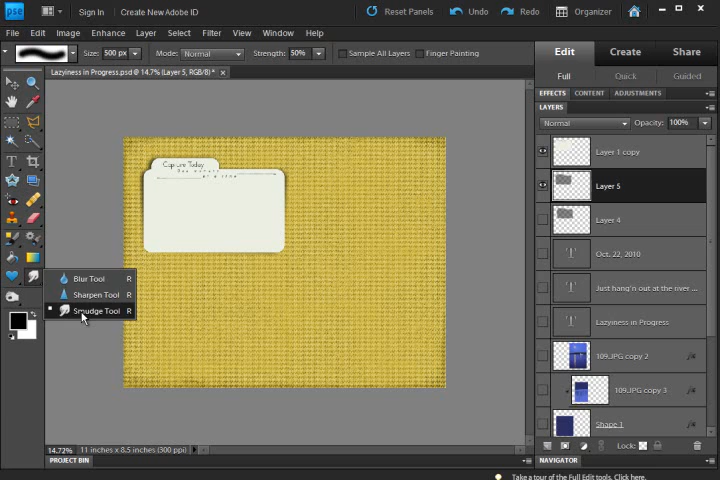 pse
Sign In
Create New Adobe ID
Reset Panels
Undo
Redo
Organizer
File Edit Image Enhance Layer Select Filter View Window Help
Size: 500 px Mode: Normal Strength: 50% Sample All Layers Finger Painting
Edit Create Share
Full Quick Guided
Lazyiness in Progress.psd @ 14.7% (Layer 5, RGB/8) * x
EFFECTS CONTENT ADJUSTMENTS
LAYERS
Normal Opacity: 100%
Layer 1 copy
Capture Today
Layer 5
T
Layer 4
T Oct. 22, 2010
Blur Tool R
Sharpen Tool R
T Just hang'n out at the river ...
Smudge Tool R
T Lazyiness in Progress
109.JPG copy 2 fx
109.JPG copy 3
Shape 1 fx
14.72% 11 inches x 8.5 inches (300 ppi)
Lock:
PROJECT BIN
NAVIGATOR
Take a tour of the Full Edit tools. Click here.